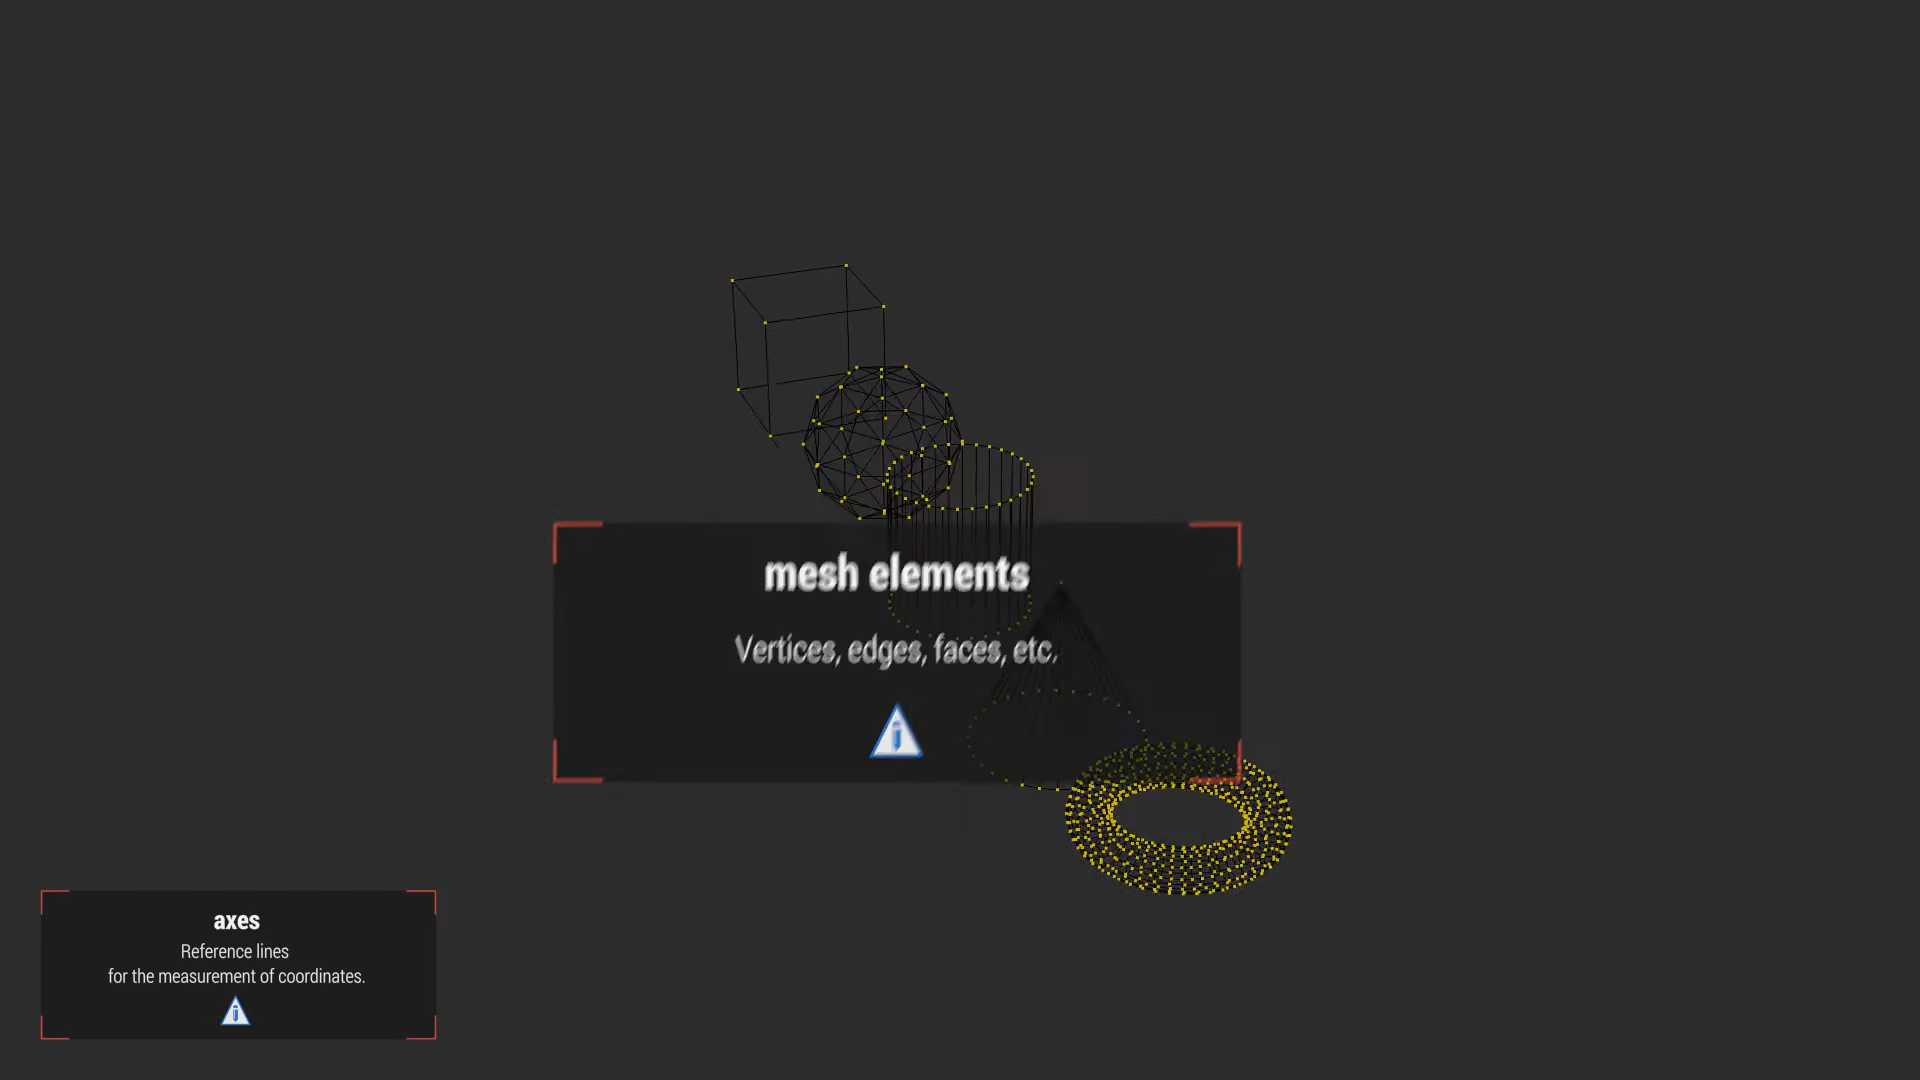 mesh elements
Vertices, edges, faces, etc.
axes
Reference lines
for the measurement of coordinates.